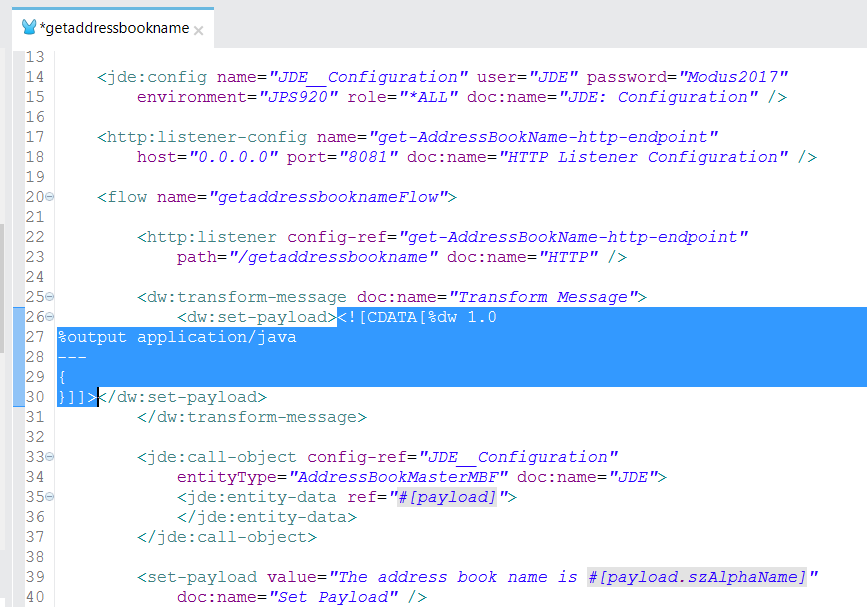 *getaddressbookname
13
14 <jde:config name="JDE__Configuration" user="JDE" password="Modus2017"
15 environment="JPS920" role="*ALL" doc:name="JDE: Configuration" />
16
17 <http:listener-config name="get-AddressBookName-http-endpoint"
18 host="0.0.0.0" port="8081" doc:name="HTTP Listener Configuration" />
19
20 <flow name="getaddressbooknameFlow">
21
22 <http:listener config-ref="get-AddressBookName-http-endpoint"
23 path="/getaddressbookname" doc:name="HTTP" />
24
25 <dw:transform-message doc:name="Transform Message">
26 <dw:set-payload><![CDATA[%dw 1.0
27 %output application/java
28 ---
29 {
30 }]]></dw:set-payload>
31 </dw:transform-message>
32
33 <jde:call-object config-ref="JDE__Configuration"
34 entityType="AddressBookMasterMBF" doc:name="JDE">
35 <jde:entity-data ref="#[payload]">
36 </jde:entity-data>
37 </jde:call-object>
38
39 <set-payload value="The address book name is #[payload.szAlphaName]"
40 doc:name="Set Payload" />